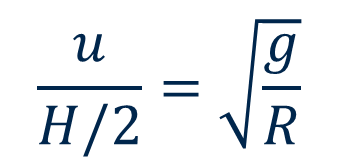 u/(H/2) = √(g/R)